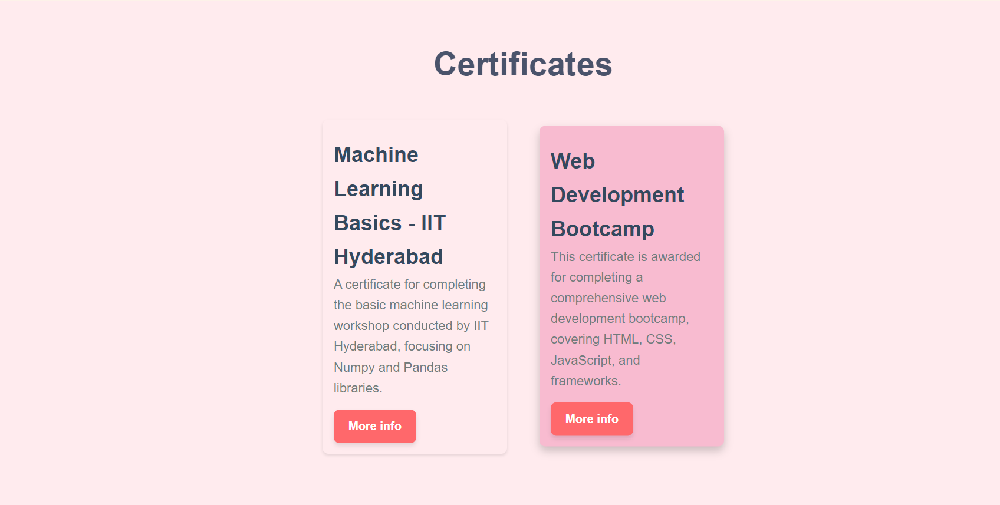 Certificates
Machine
Learning
Basics - IIT
Hyderabad
A certificate for completing
the basic machine learning
workshop conducted by IIT
Hyderabad, focusing on
Numpy and Pandas
libraries.
More info
Web
Development
Bootcamp
This certificate is awarded
for completing a
comprehensive web
development bootcamp,
covering HTML, CSS,
JavaScript, and
frameworks.
More info